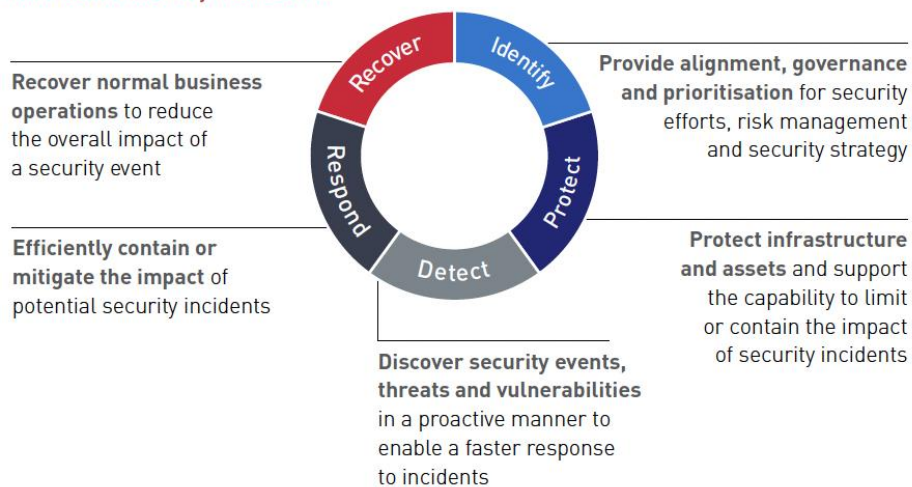 Recover
Identify
Protect
Detect
Respond
Recover normal business
operations to reduce
the overall impact of
a security event
Provide alignment, governance
and prioritisation for security
efforts, risk management
and security strategy
Efficiently contain or
mitigate the impact of
potential security incidents
Protect infrastructure
and assets and support
the capability to limit
or contain the impact
of security incidents
Discover security events,
threats and vulnerabilities
in a proactive manner to
enable a faster response
to incidents